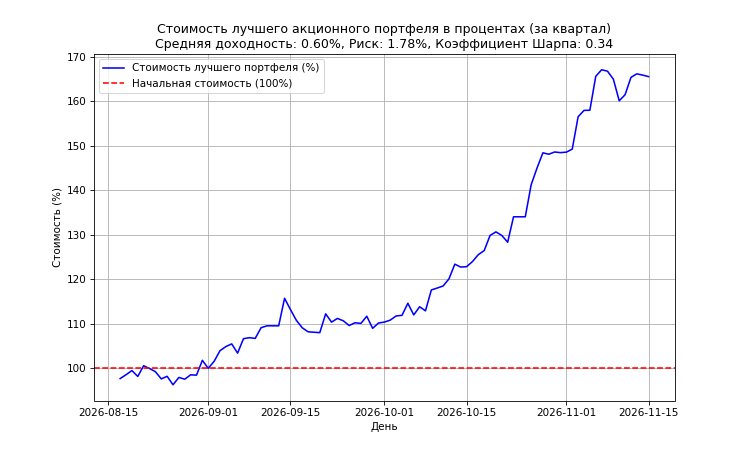 Стоимость лучшего акционного портфеля в процентах (за квартал)
Средняя доходность: 0.60%, Риск: 1.78%, Коэффициент Шарпа: 0.34
Стоимость лучшего портфеля (%)
Начальная стоимость (100%)
Стоимость (%)
170
160
150
140
130
120
110
100
2026-08-15
2026-09-01
2026-09-15
2026-10-01
2026-10-15
2026-11-01
2026-11-15
День